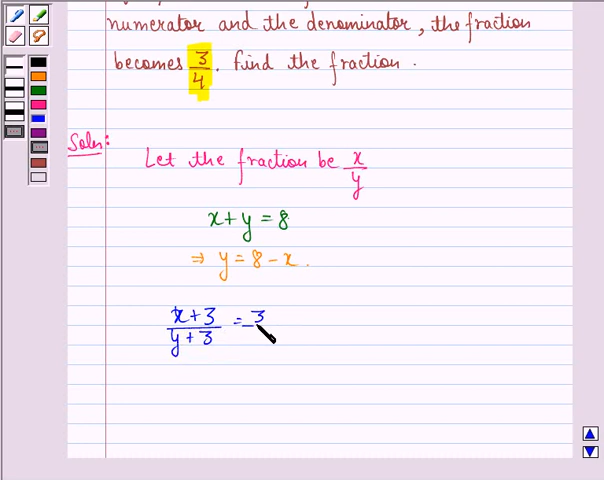 numerator and the denominator, the fraction
becomes 3/4. Find the fraction.
Soln:
Let the fraction be x/y
x + y = 8
⇒ y = 8 - x.
x + 3 / y + 3 = 3